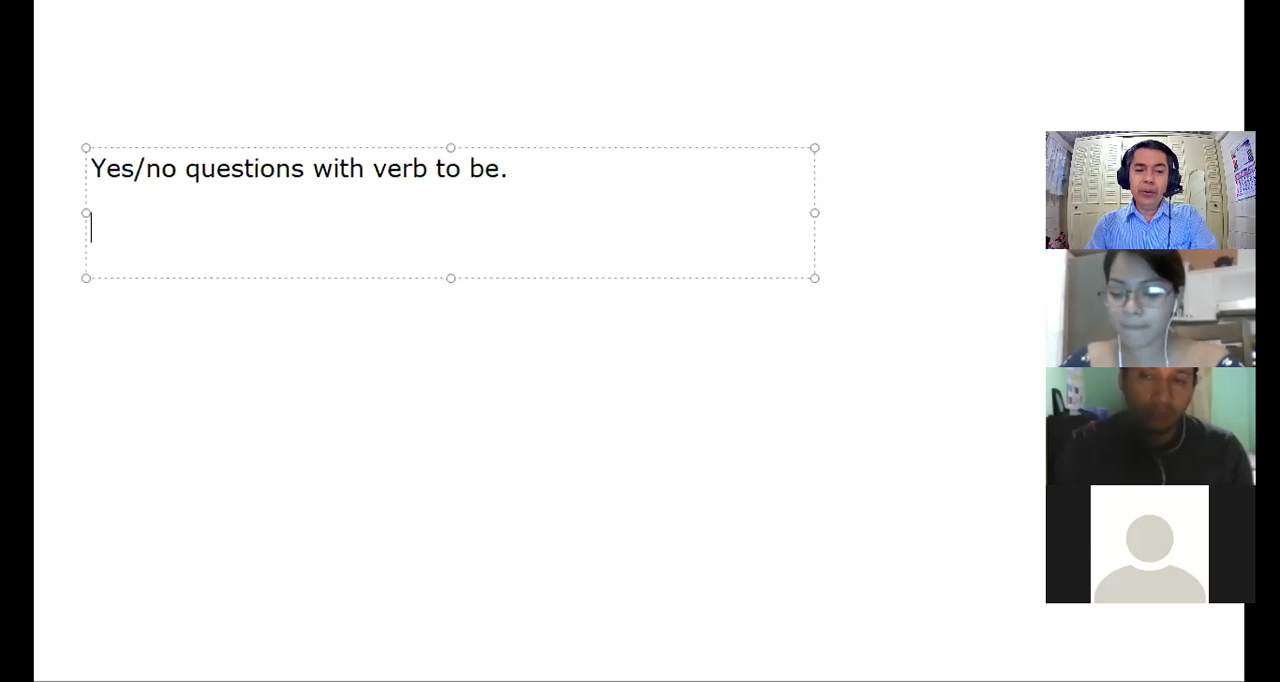 Yes/no questions with verb to be.